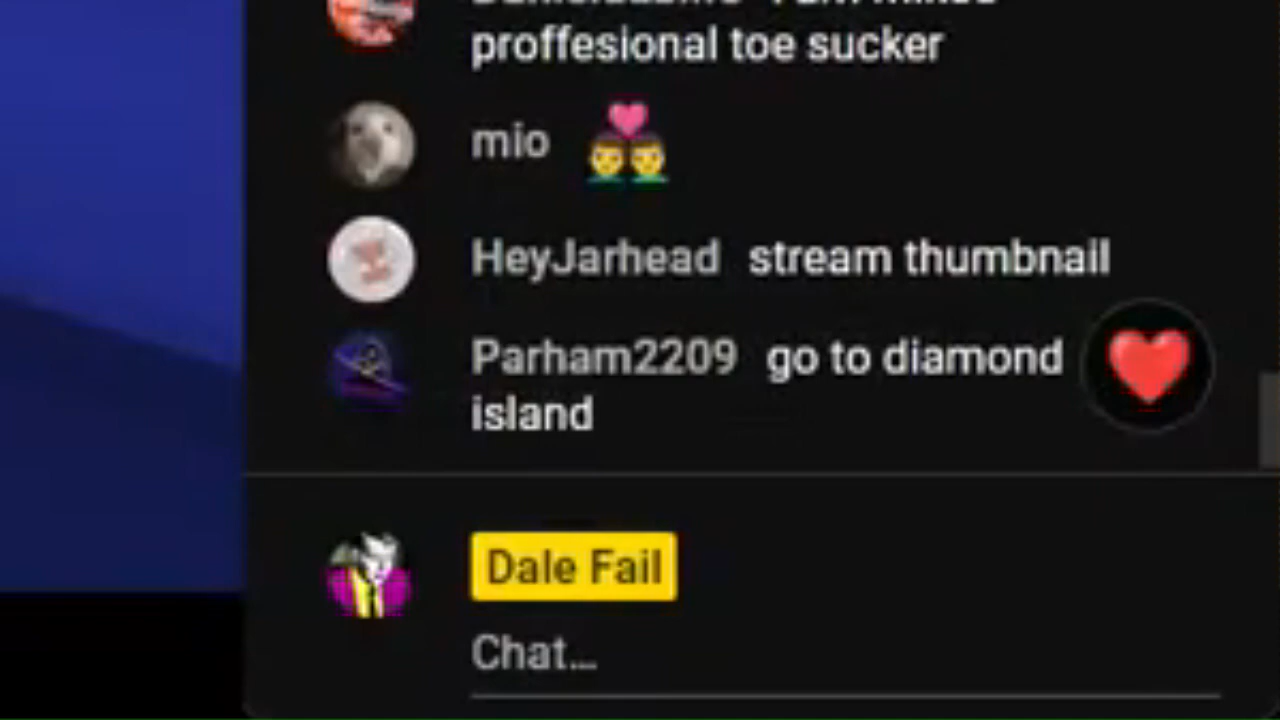 proffesional toe sucker
mio
HeyJarhead stream thumbnail
Parham2209 go to diamond
island
Dale Fail
Chat...